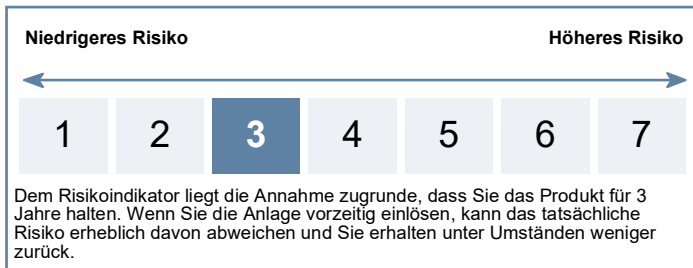 Niedrigeres Risiko Höheres Risiko
1 2 3 4 5 6 7
Dem Risikoindikator liegt die Annahme zugrunde, dass Sie das Produkt für 3
Jahre halten. Wenn Sie die Anlage vorzeitig einlösen, kann das tatsächliche
Risiko erheblich davon abweichen und Sie erhalten unter Umständen weniger
zurück.